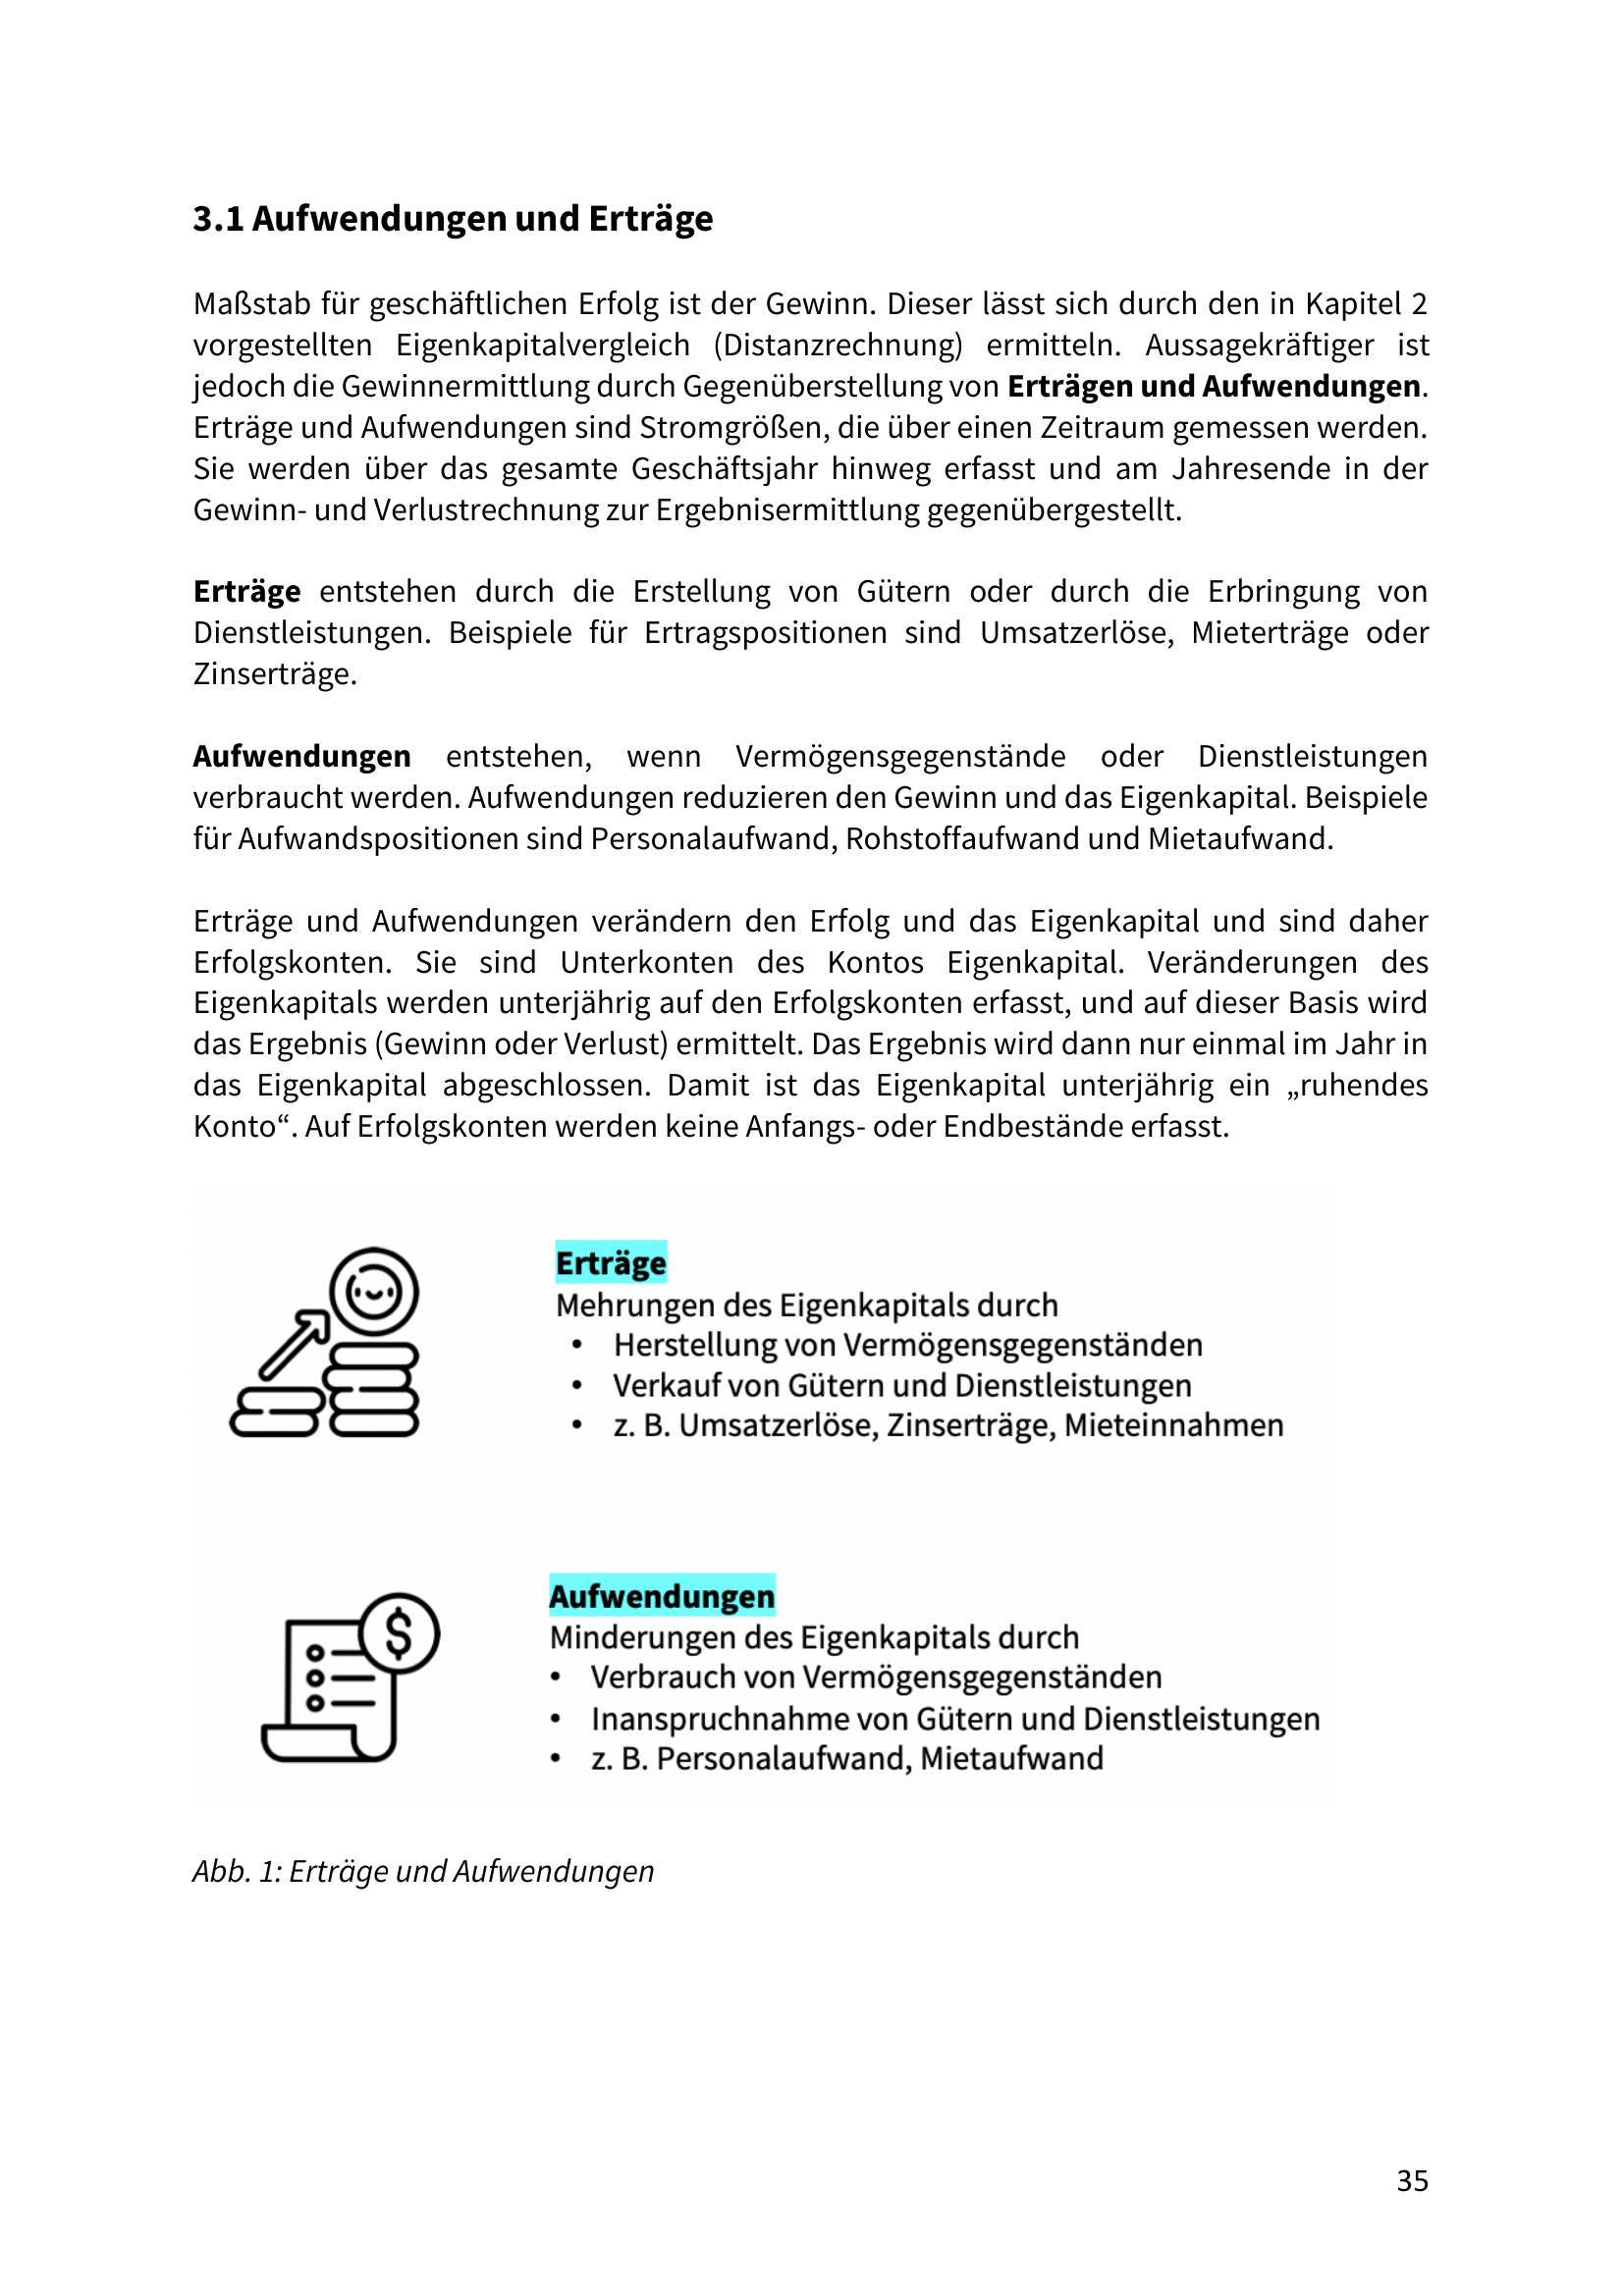 3.1 Aufwendungen und Erträge
Maßstab für geschäftlichen Erfolg ist der Gewinn. Dieser lässt sich durch den in Kapitel 2
vorgestellten Eigenkapitalvergleich (Distanzrechnung) ermitteln. Aussagekräftiger ist
jedoch die Gewinnermittlung durch Gegenüberstellung von Erträgen und Aufwendungen.
Erträge und Aufwendungen sind Stromgrößen, die über einen Zeitraum gemessen werden.
Sie werden über das gesamte Geschäftsjahr hinweg erfasst und am Jahresende in der
Gewinn- und Verlustrechnung zur Ergebnisermittlung gegenübergestellt.
Erträge entstehen durch die Erstellung von Gütern oder durch die Erbringung von
Dienstleistungen. Beispiele für Ertragspositionen sind Umsatzerlöse, Mieterträge oder
Zinserträge.
Aufwendungen entstehen, wenn Vermögensgegenstände oder Dienstleistungen
verbraucht werden. Aufwendungen reduzieren den Gewinn und das Eigenkapital. Beispiele
für Aufwandspositionen sind Personalaufwand, Rohstoffaufwand und Mietaufwand.
Erträge und Aufwendungen verändern den Erfolg und das Eigenkapital und sind daher
Erfolgskonten. Sie sind Unterkonten des Kontos Eigenkapital. Veränderungen des
Eigenkapitals werden unterjährig auf den Erfolgskonten erfasst, und auf dieser Basis wird
das Ergebnis (Gewinn oder Verlust) ermittelt. Das Ergebnis wird dann nur einmal im Jahr in
das Eigenkapital abgeschlossen. Damit ist das Eigenkapital unterjährig ein „ruhendes
Konto“. Auf Erfolgskonten werden keine Anfangs- oder Endbestände erfasst.
Erträge
Mehrungen des Eigenkapitals durch
• Herstellung von Vermögensgegenständen
• Verkauf von Gütern und Dienstleistungen
• z. B. Umsatzerlöse, Zinserträge, Mieteinnahmen
$
Aufwendungen
Minderungen des Eigenkapitals durch
• Verbrauch von Vermögensgegenständen
• Inanspruchnahme von Gütern und Dienstleistungen
• z. B. Personalaufwand, Mietaufwand
Abb. 1: Erträge und Aufwendungen
35